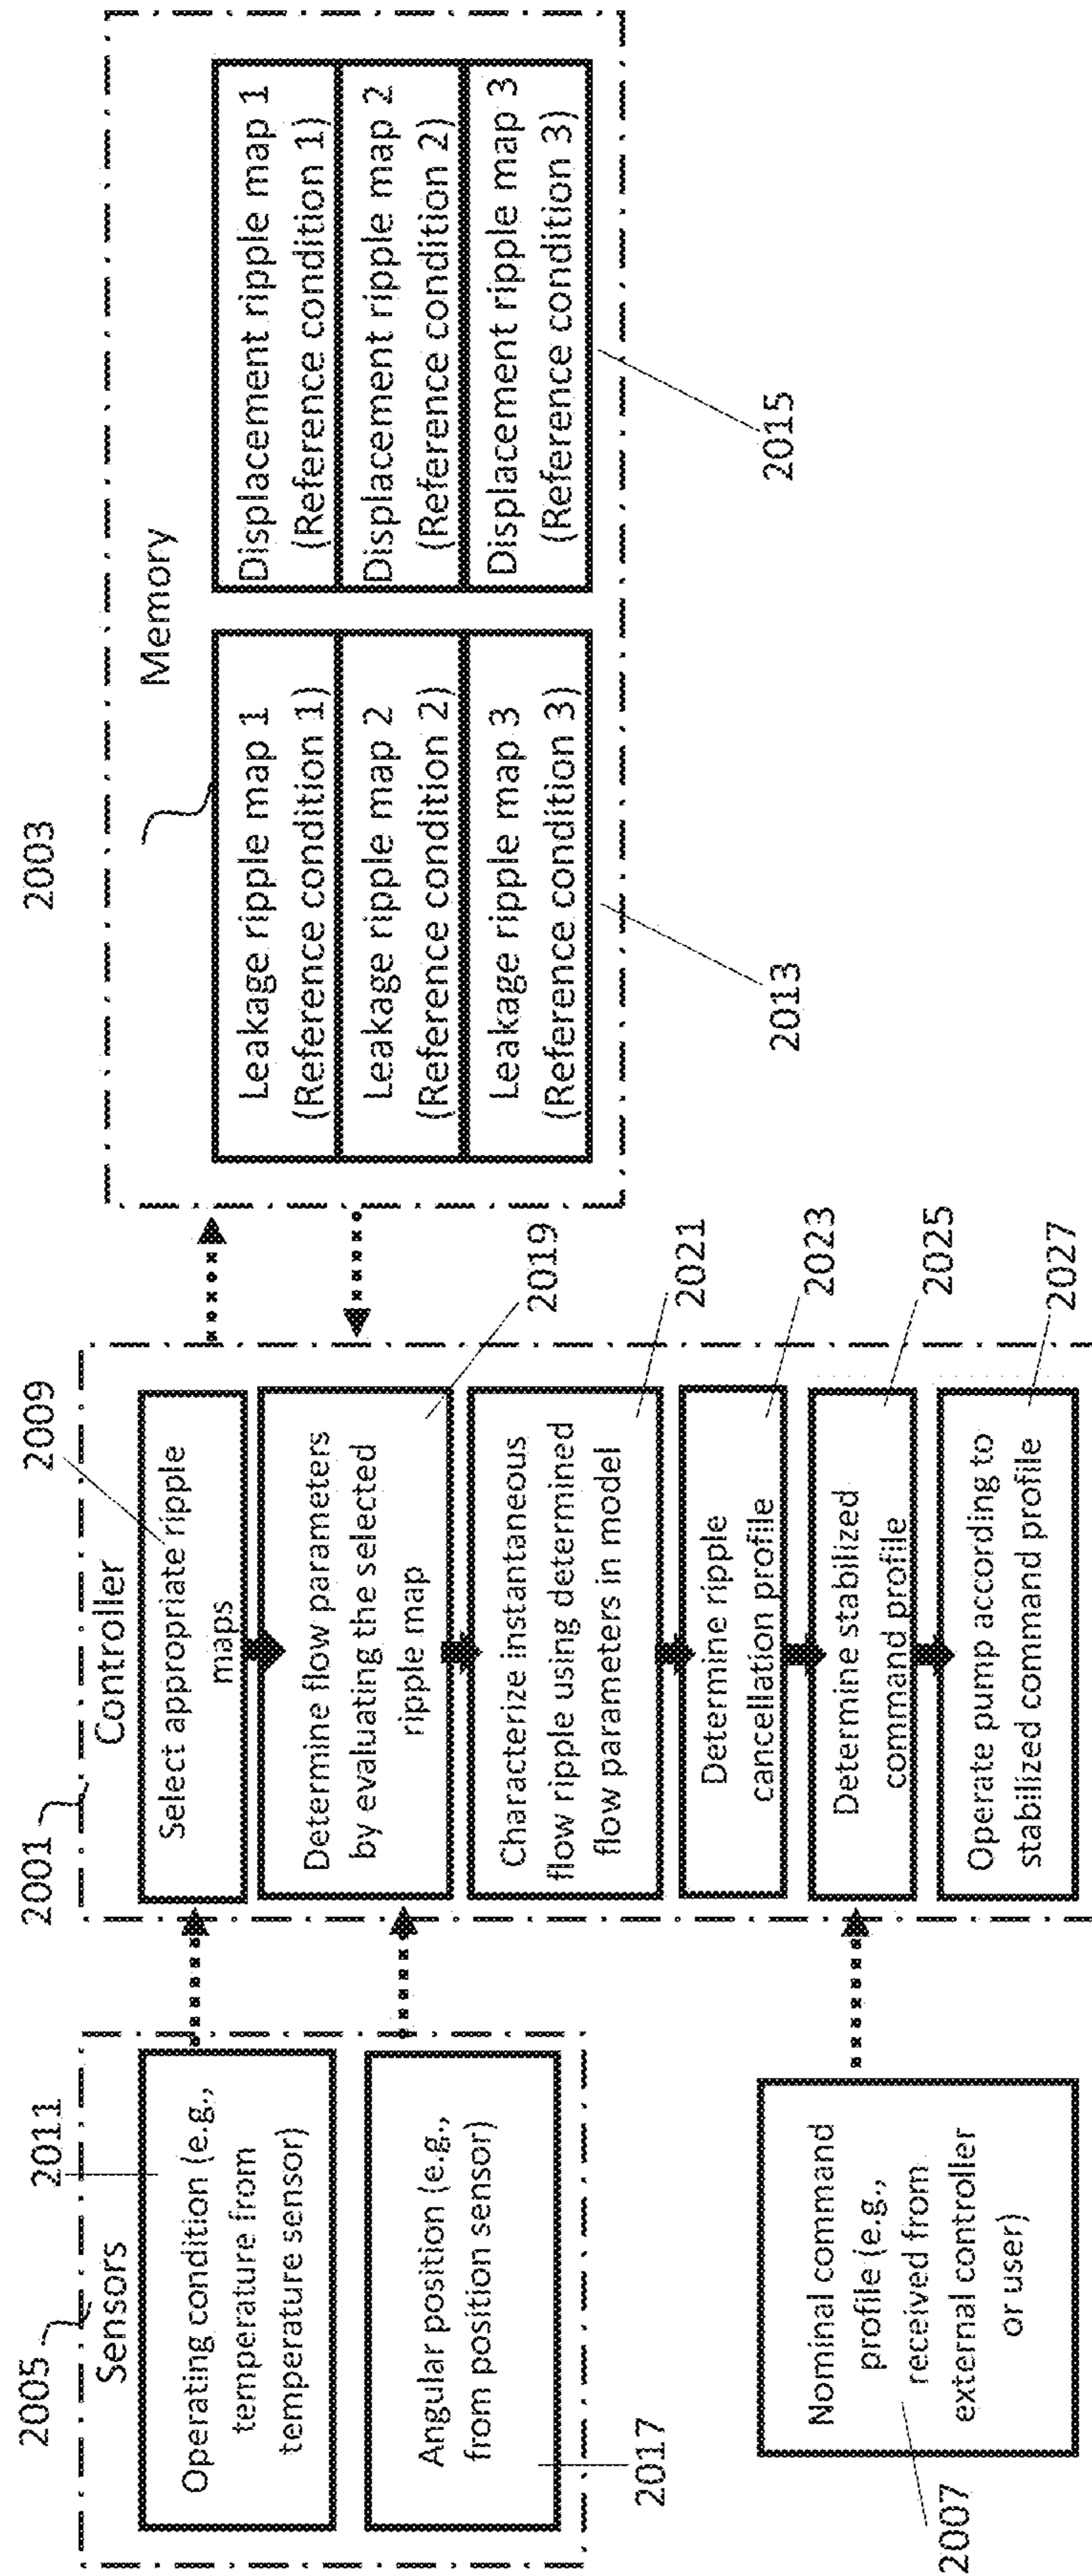 2005
Sensors
2011
Operating condition (e.g.,
temperature from
temperature sensor)
Angular position (e.g.,
from position sensor)
2017
Nominal command
profile (e.g.,
received from
external controller
or user)
2007
2001
Controller
2009
Select appropriate ripple
maps
Determine flow parameters
by evaluating the selected
ripple map
2019
Characterize instantaneous
flow ripple using determined
flow parameters in model
2021
Determine ripple
cancellation profile
2023
Determine stabilized
command profile
2025
Operate pump according to
stabilized command profile
2027
2003
Memory
Leakage ripple map 1
(Reference condition 1)
Leakage ripple map 2
(Reference condition 2)
Leakage ripple map 3
(Reference condition 3)
2013
Displacement ripple map 1
(Reference condition 1)
Displacement ripple map 2
(Reference condition 2)
Displacement ripple map 3
(Reference condition 3)
2015